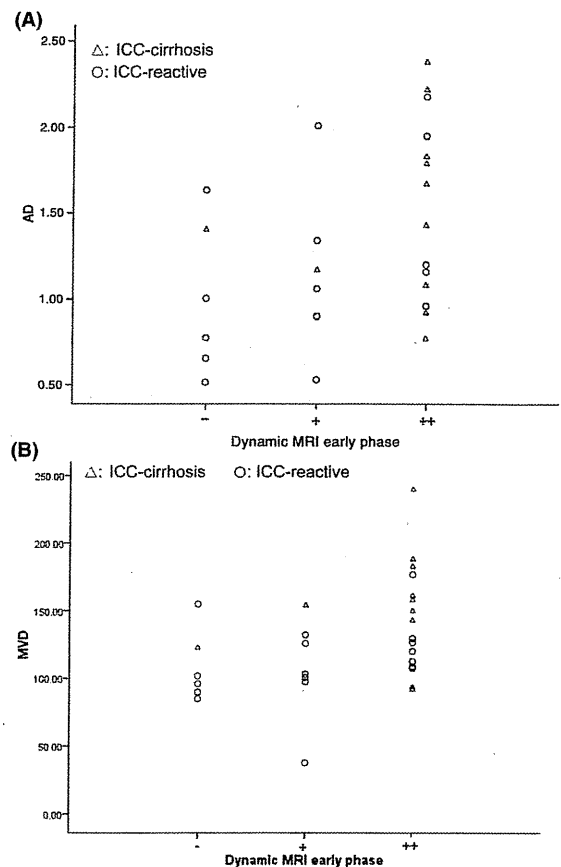 (A)
△: ICC-cirrhosis
○: ICC-reactive
2.50
2.00
1.50
1.00
0.50
AD
- + ++
Dynamic MRI early phase
(B)
△: ICC-cirrhosis ○: ICC-reactive
250.00
200.00
150.00
100.00
50.00
0.00
MVD
- + ++
Dynamic MRI early phase